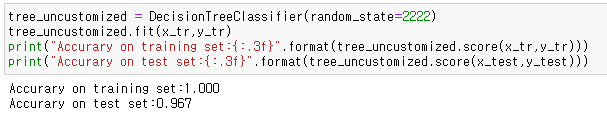 tree_uncustomized = DecisionTreeClassifier(random_state=2222)
tree_uncustomized.fit(x_tr,y_tr)
print("Accurary on training set:{:.3f}".format(tree_uncustomized.score(x_tr,y_tr)))
print("Accurary on test set:{:.3f}".format(tree_uncustomized.score(x_test,y_test)))
Accurary on training set:1.000
Accurary on test set:0.967